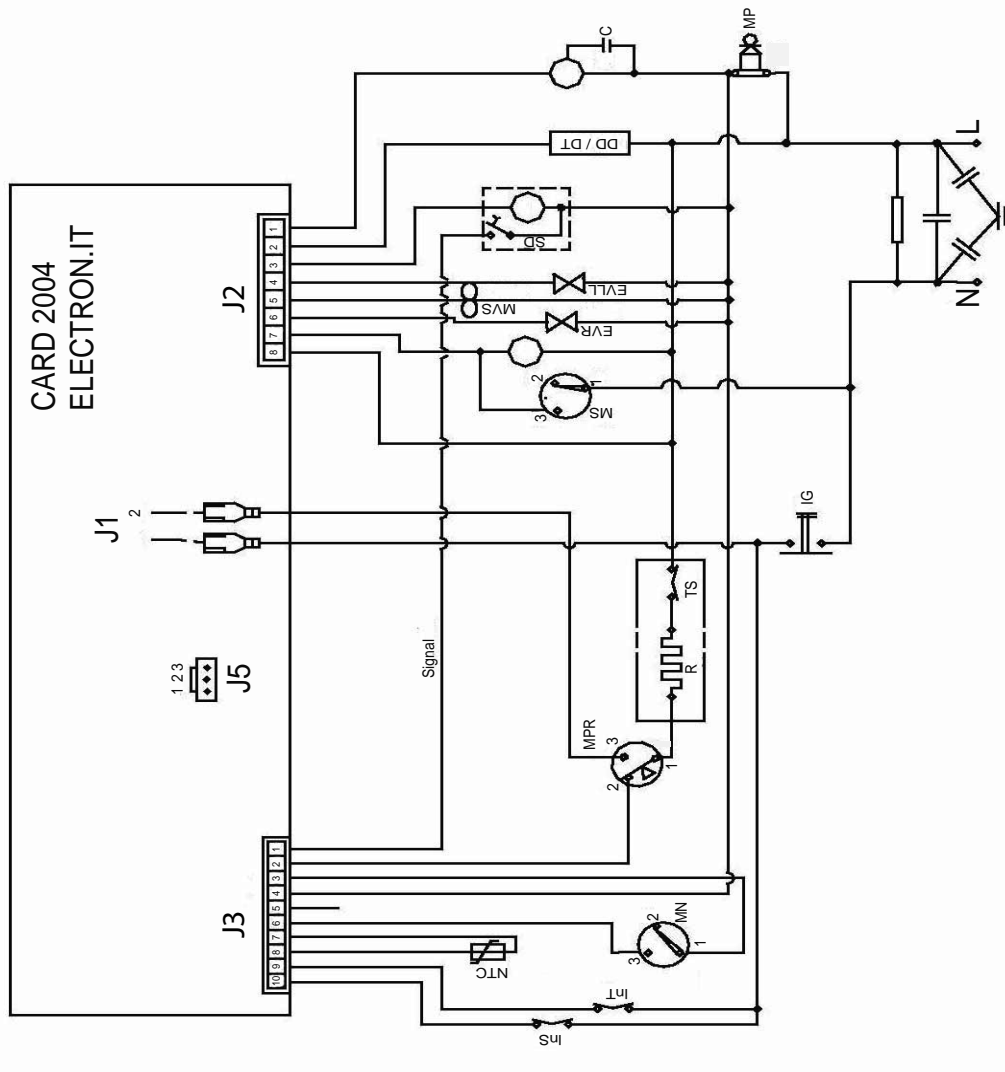 CARD 2004
ELECTRON.IT
J2
1 2 3 4 5 6 7 8
J1
2
1 2 3
J5
J3
1 2 3 4 5 6 7 8 9 10
Signal
C
MP
DD / DT
SD
EVLL
MVS
EVR
2
3
1
MS
L
N
IG
TS
R
MPR
3
2
1
MN
2
3
1
NTC
InT
InS